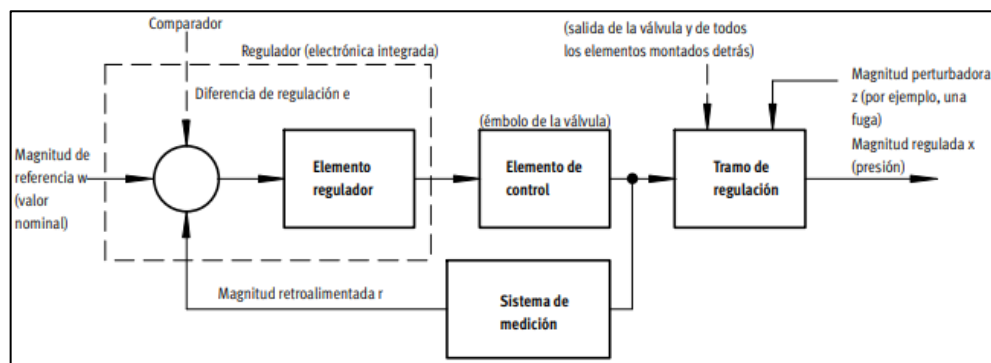 Comparador
Regulador (electrónica integrada)
(salida de la válvula y de todos
los elementos montados detrás)
Diferencia de regulación e
Magnitud perturbadora
z (por ejemplo, una
fuga)
Magnitud regulada x
(presión)
(émbolo de la válvula)
Magnitud de
referencia w
(valor
nominal)
Elemento
regulador
Elemento de
control
Tramo de
regulación
Magnitud retroalimentada r
Sistema de
medición